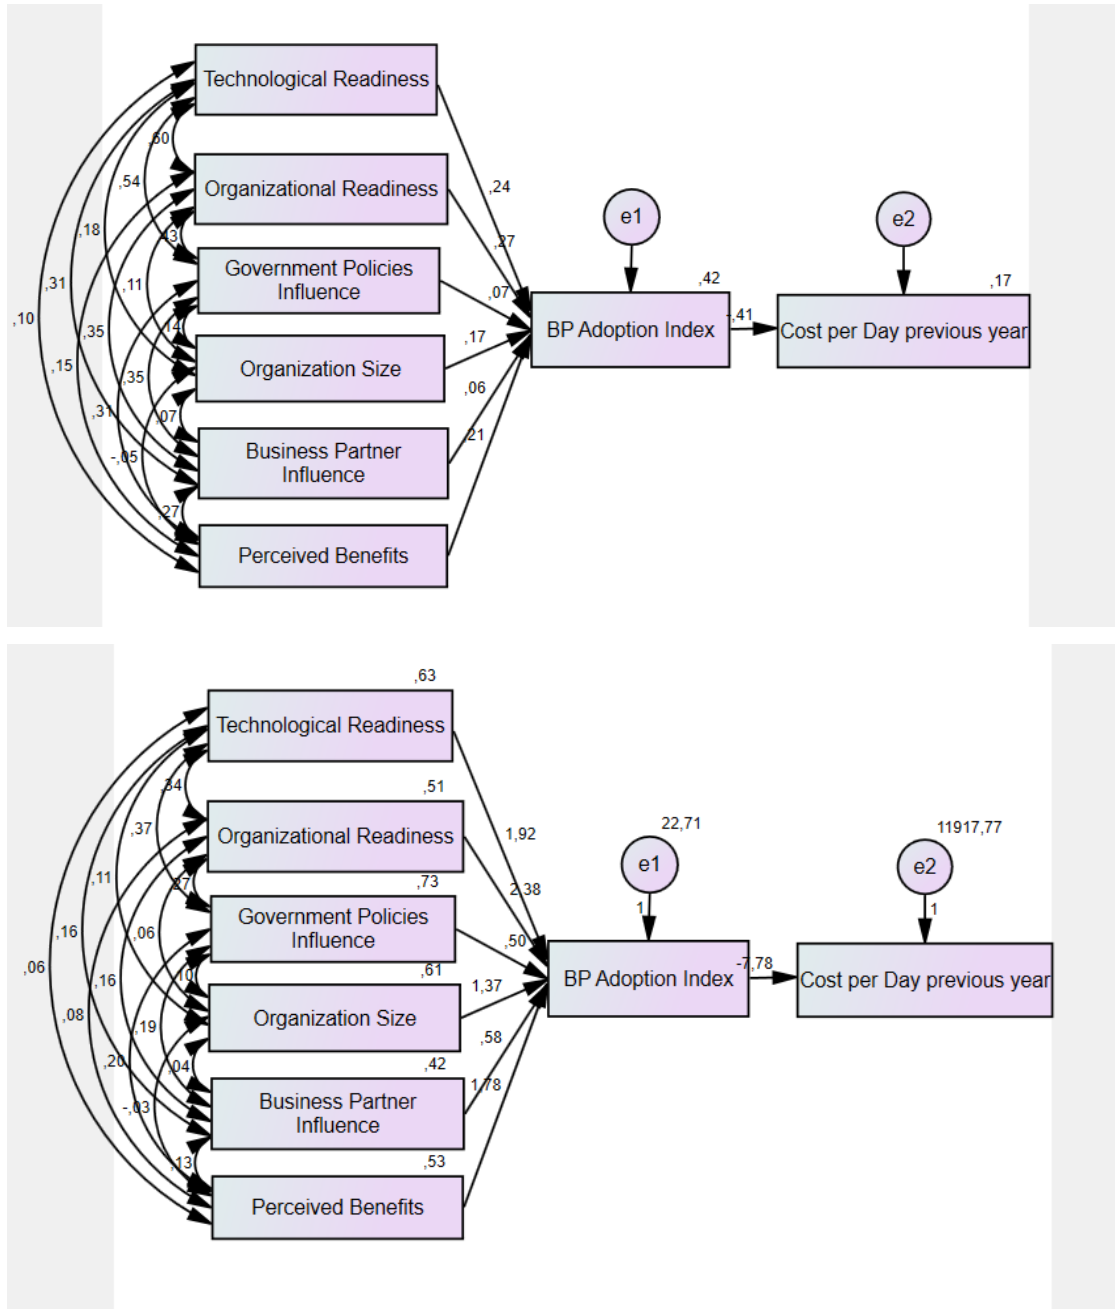 Technological Readiness
,60
Organizational Readiness
,54
,24
e1
e2
,18
,43
,27
Government Policies
Influence
,42
,17
,31
,11
,07
,10
,14
BP Adoption Index
-,41
Cost per Day previous year
,35
,17
,15
Organization Size
,35
,06
,31
,07
,21
-,05
Business Partner
Influence
,27
Perceived Benefits
,63
Technological Readiness
,34
,51
,37
1,92
22,71
11917,77
Organizational Readiness
e1
e2
,11
,27
,73
2,38
1
1
Government Policies
Influence
,16
,06
,50
,06
,10
,61
-7,78
,16
BP Adoption Index
Cost per Day previous year
1,37
,08
,19
Organization Size
,58
,20
,04
,42
1,78
-,03
Business Partner
Influence
,13
,53
Perceived Benefits